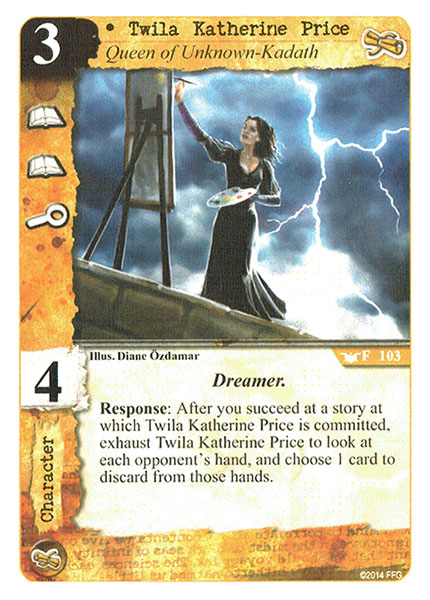 3
• Twila Katherine Price
Queen of Unknown-Kadath
Illus. Diane Özdamar
F 103
4
Dreamer.
Response: After you succeed at a story at
which Twila Katherine Price is committed,
exhaust Twila Katherine Price to look at
each opponent's hand, and choose 1 card to
discard from those hands.
Character
©2014 FFG